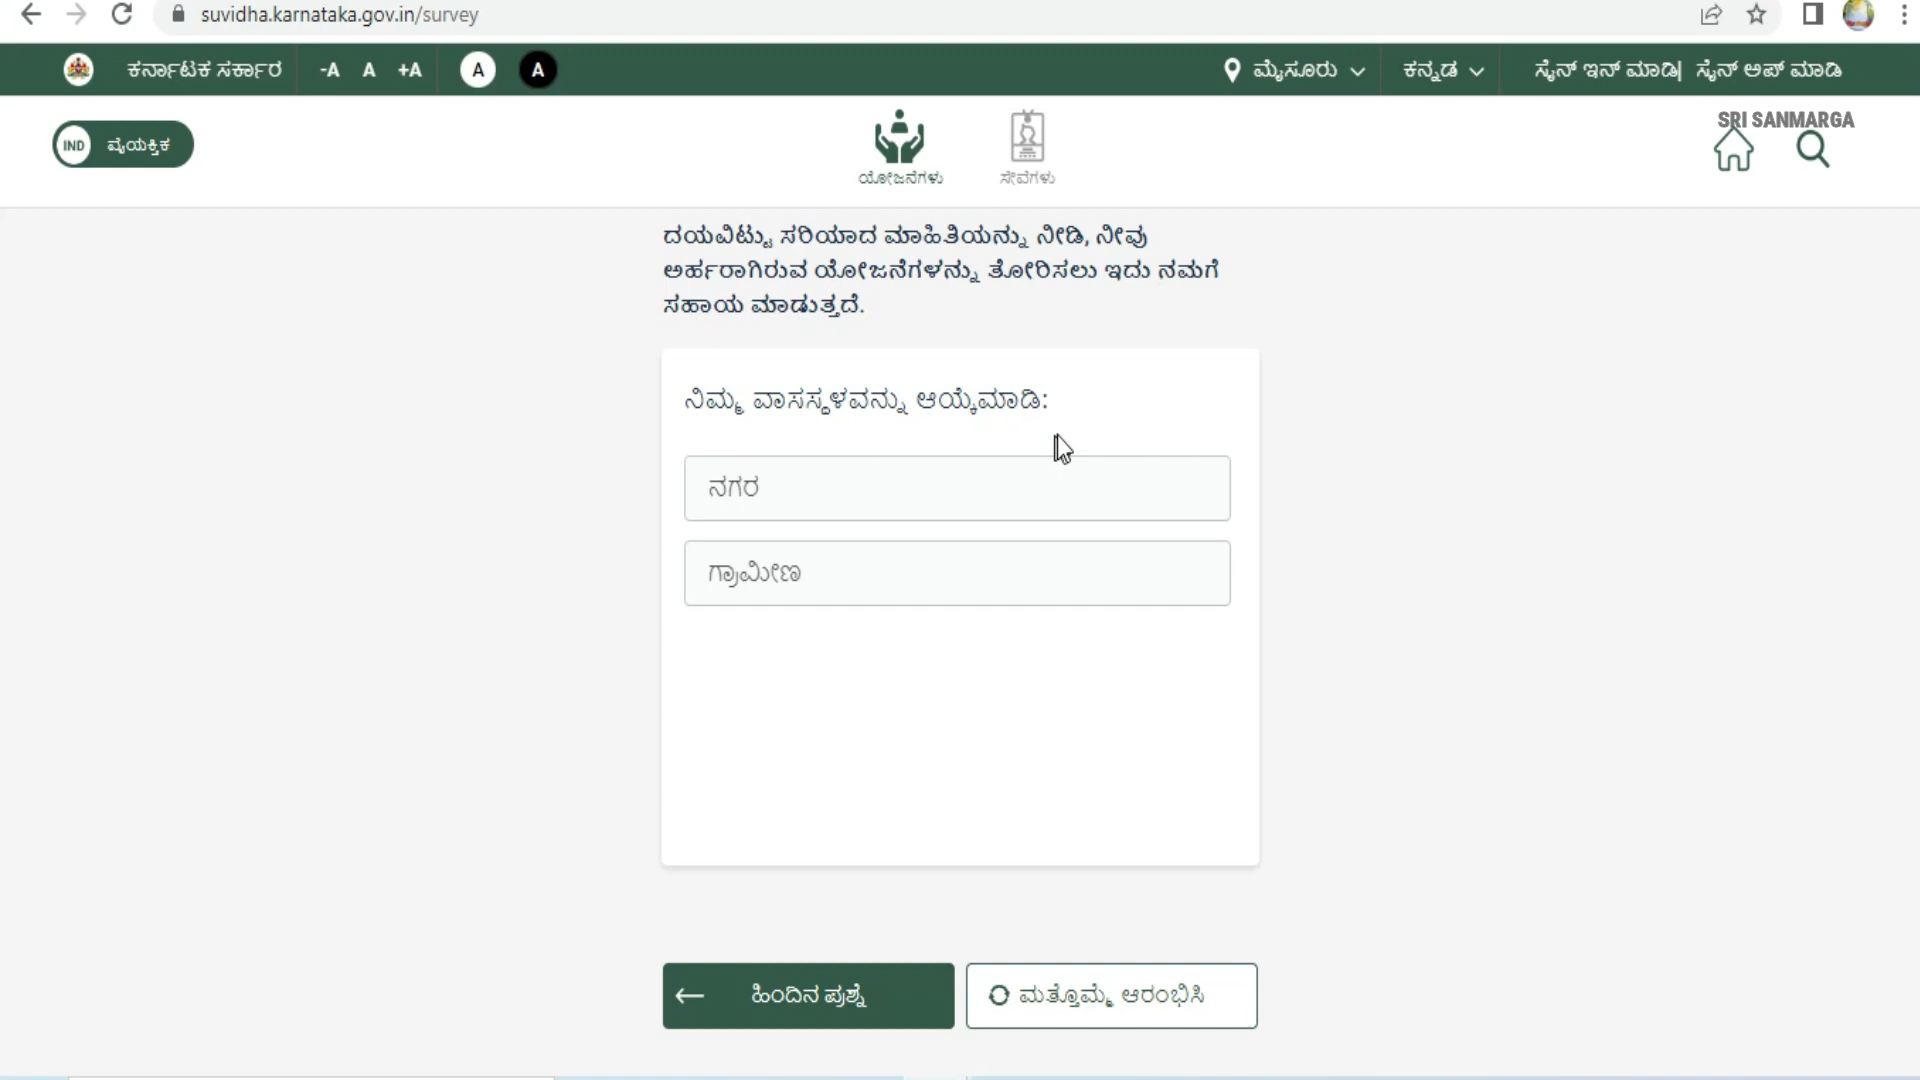 suvidha.karnataka.gov.in/survey
ಕರ್ನಾಟಕ ಸರ್ಕಾರ -A A +A A A ಮೈಸೂರು ಕನ್ನಡ ಸೈನ್ ಇನ್ ಮಾಡಿ| ಸೈನ್ ಅಪ್ ಮಾಡಿ
SRI SANMARGA
IND ವೈಯಕ್ತಿಕ
ಯೋಜನೆಗಳು ಸೇವೆಗಳು
ದಯವಿಟ್ಟು ಸರಿಯಾದ ಮಾಹಿತಿಯನ್ನು ನೀಡಿ, ನೀವು
ಅರ್ಹರಾಗಿರುವ ಯೋಜನೆಗಳನ್ನು ತೋರಿಸಲು ಇದು ನಮಗೆ
ಸಹಾಯ ಮಾಡುತ್ತದೆ.
ನಿಮ್ಮ ವಾಸಸ್ಥಳವನ್ನು ಆಯ್ಕೆಮಾಡಿ:
ನಗರ
ಗ್ರಾಮೀಣ
ಹಿಂದಿನ ಪ್ರಶ್ನೆ
ಮತ್ತೊಮ್ಮೆ ಆರಂಭಿಸಿ